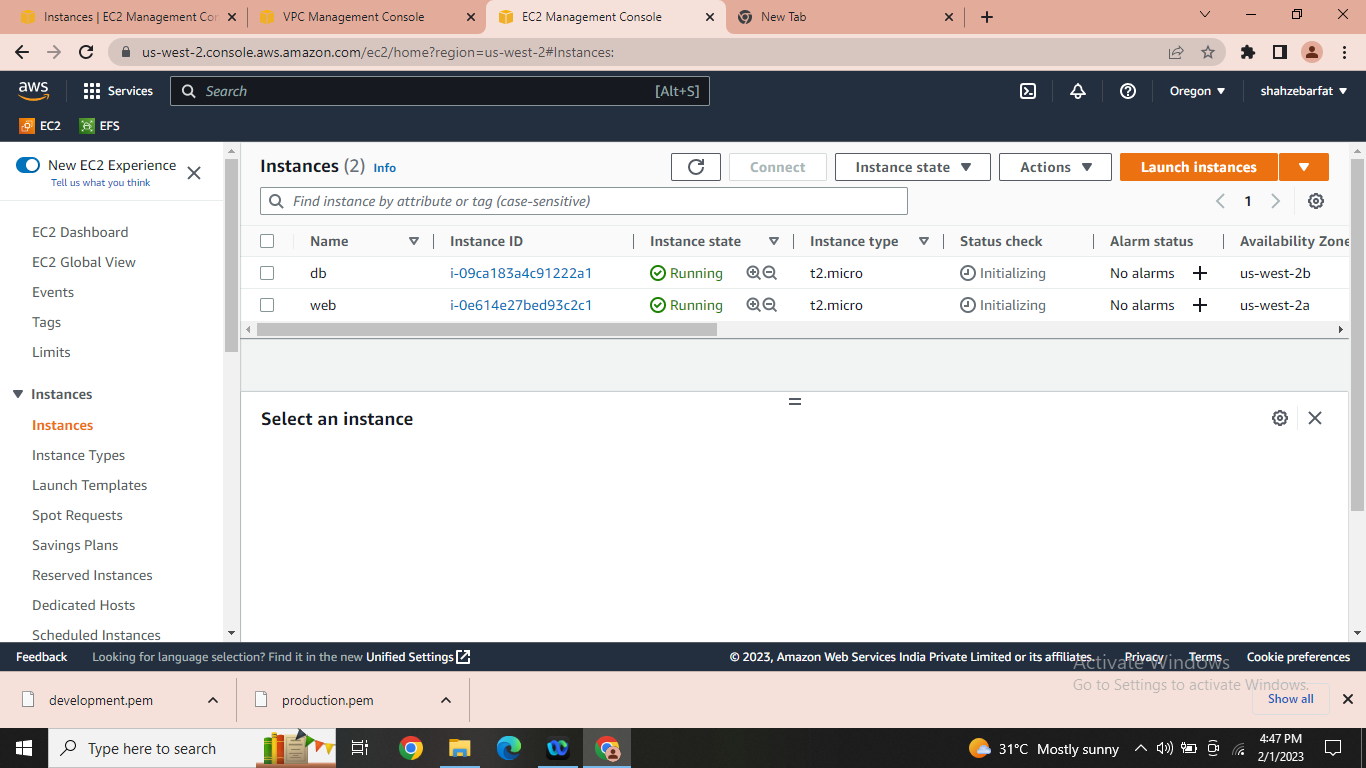 Instances | EC2 Management Con
VPC Management Console
EC2 Management Console
New Tab
us-west-2.console.aws.amazon.com/ec2/home?region=us-west-2#Instances:
aws
Services
Search
[Alt+S]
Oregon
shahzebarfat
EC2
EFS
New EC2 Experience
Tell us what you think
EC2 Dashboard
EC2 Global View
Events
Tags
Limits
Instances
Instances
Instance Types
Launch Templates
Spot Requests
Savings Plans
Reserved Instances
Dedicated Hosts
Scheduled Instances
Instances (2) Info
Connect
Instance state
Actions
Launch instances
Find instance by attribute or tag (case-sensitive)
1
Name Instance ID Instance state Instance type Status check Alarm status Availability Zone
db i-09ca183a4c91222a1 Running t2.micro Initializing No alarms + us-west-2b
web i-0e614e27bed93c2c1 Running t2.micro Initializing No alarms + us-west-2a
Select an instance
Feedback
Looking for language selection? Find it in the new Unified Settings
© 2023, Amazon Web Services India Private Limited or its affiliates.
Privacy
Terms
Cookie preferences
Activate Windows
Go to Settings to activate Windows.
development.pem
production.pem
Show all
Type here to search
31°C Mostly sunny
4:47 PM
2/1/2023